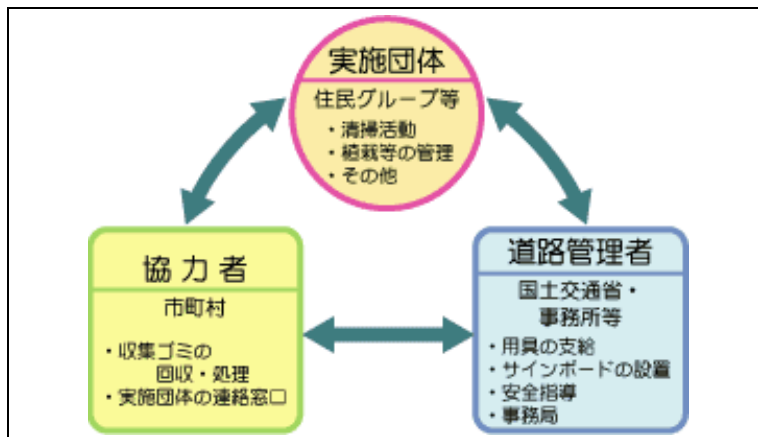 実施団体
住民グループ等
・清掃活動
・植栽等の管理
・その他
協力者
市町村
・収集ゴミの
回収・処理
・実施団体の連絡窓口
道路管理者
国土交通省・
事務所等
・用具の支給
・サインボードの設置
・安全指導
・事務局